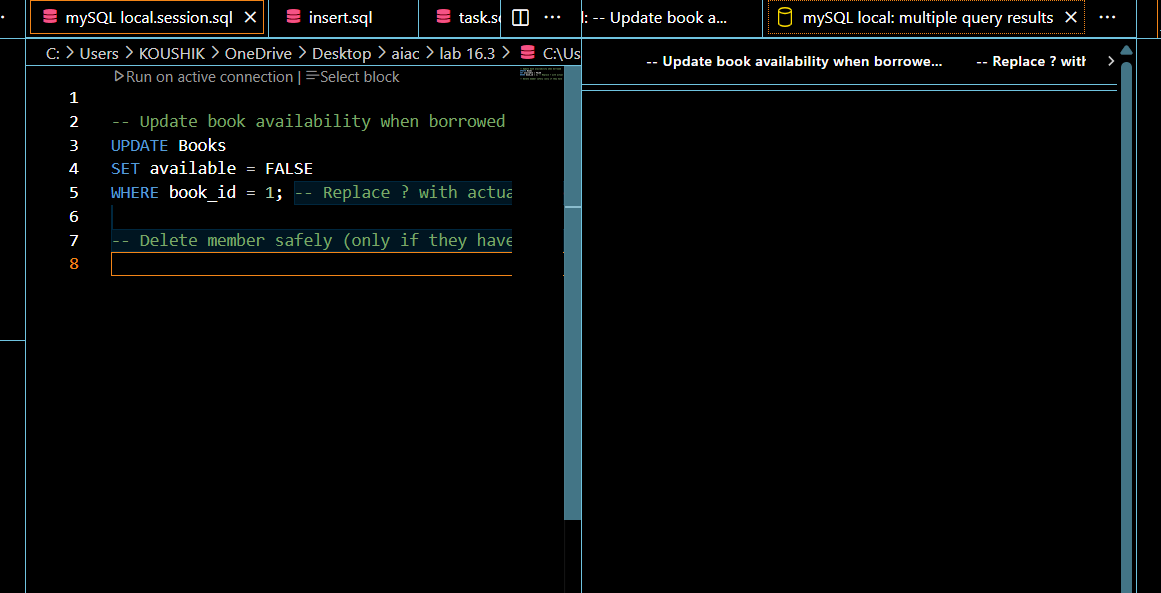 mySQL local.session.sql
insert.sql
task.s
: -- Update book a...
mySQL local: multiple query results
C: > Users > KOUSHIK > OneDrive > Desktop > aiac > lab 16.3 > C:\Us
Run on active connection | Select block
1
2 -- Update book availability when borrowed
3 UPDATE Books
4 SET available = FALSE
5 WHERE book_id = 1; -- Replace ? with actua
6
7 -- Delete member safely (only if they have
8
-- Update book availability when borrowe...
-- Replace ? with